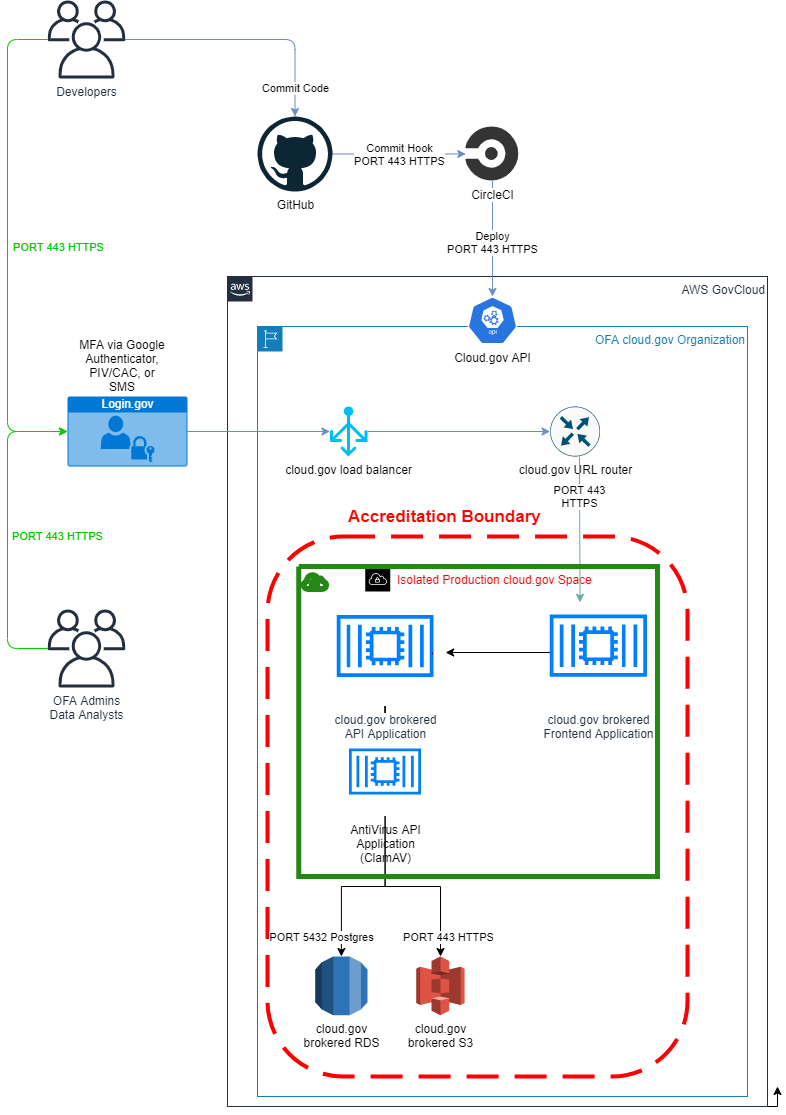 Developers
Commit Code
GitHub
Commit Hook
PORT 443 HTTPS
CircleCI
Deploy
PORT 443 HTTPS
PORT 443 HTTPS
aws
AWS GovCloud
api
Cloud.gov API
OFA cloud.gov Organization
MFA via Google
Authenticator,
PIV/CAC, or
SMS
Login.gov
cloud.gov load balancer
cloud.gov URL router
PORT 443
HTTPS
Accreditation Boundary
PORT 443 HTTPS
Isolated Production cloud.gov Space
OFA Admins
Data Analysts
cloud.gov brokered
API Application
cloud.gov brokered
Frontend Application
AntiVirus API
Application
(ClamAV)
PORT 5432 Postgres
PORT 443 HTTPS
cloud.gov
brokered RDS
cloud.gov
brokered S3